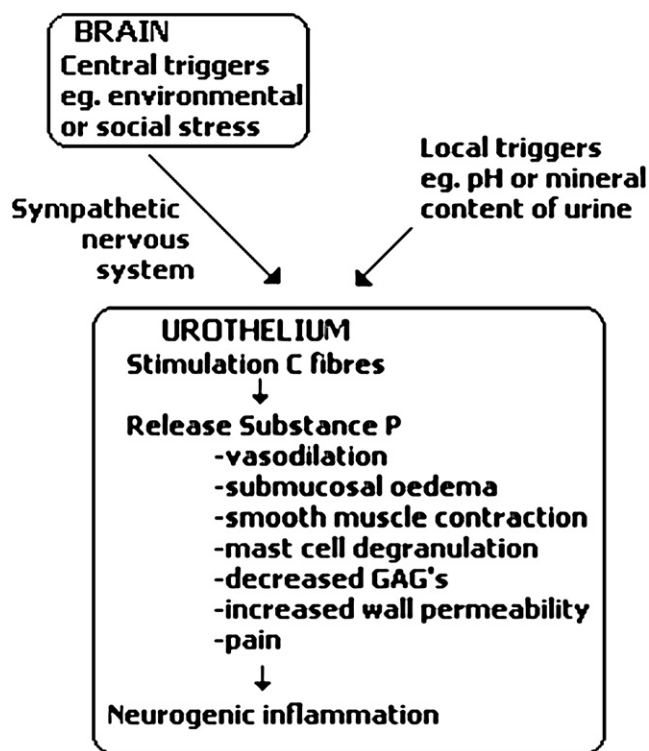 BRAIN
Central triggers
eg. environmental
or social stress
Local triggers
eg. pH or mineral
content of urine
Sympathetic
nervous
system
UROTHELIUM
Stimulation C fibres
Release Substance P
-vasodilation
-submucosal oedema
-smooth muscle contraction
-mast cell degranulation
-decreased GAG's
-increased wall permeability
-pain
Neurogenic inflammation